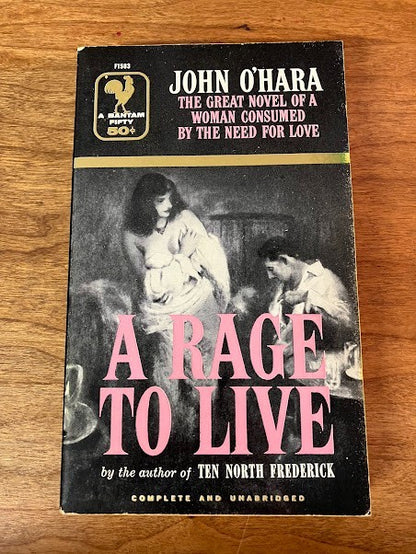 F1503
JOHN O'HARA
THE GREAT NOVEL OF A
WOMAN CONSUMED
BY THE NEED FOR LOVE
A BANTAM
FIFTY
50¢
A RAGE
TO LIVE
by the author of TEN NORTH FREDERICK
COMPLETE AND UNABRIDGED